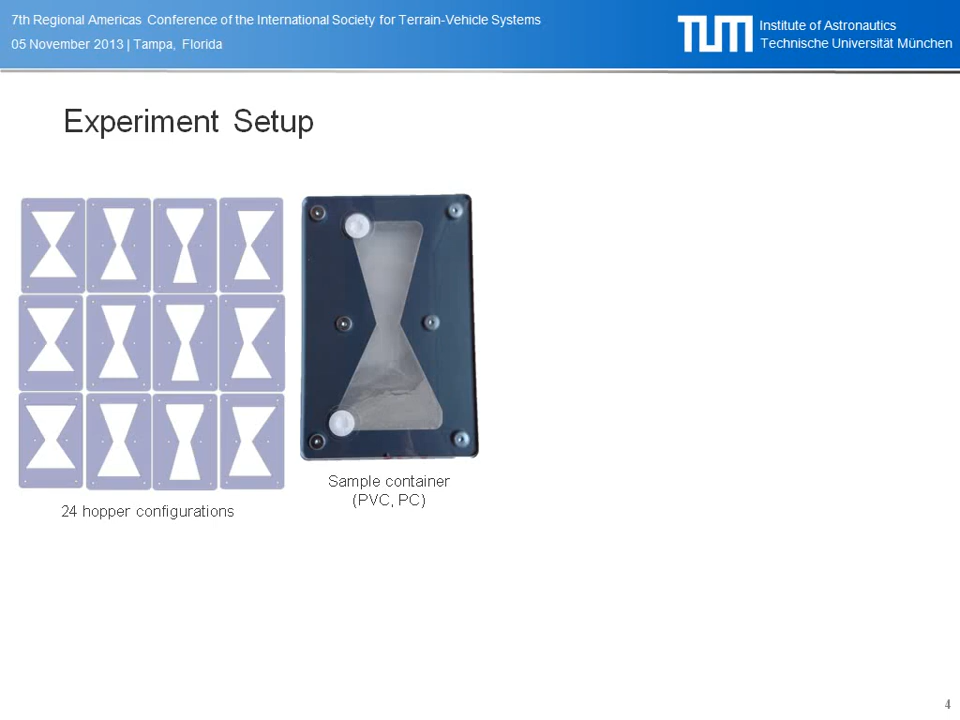 7th Regional Americas Conference of the International Society for Terrain-Vehicle Systems
05 November 2013 | Tampa, Florida
TUM
Institute of Astronautics
Technische Universität München
Experiment Setup
Sample container
(PVC, PC)
24 hopper configurations
4